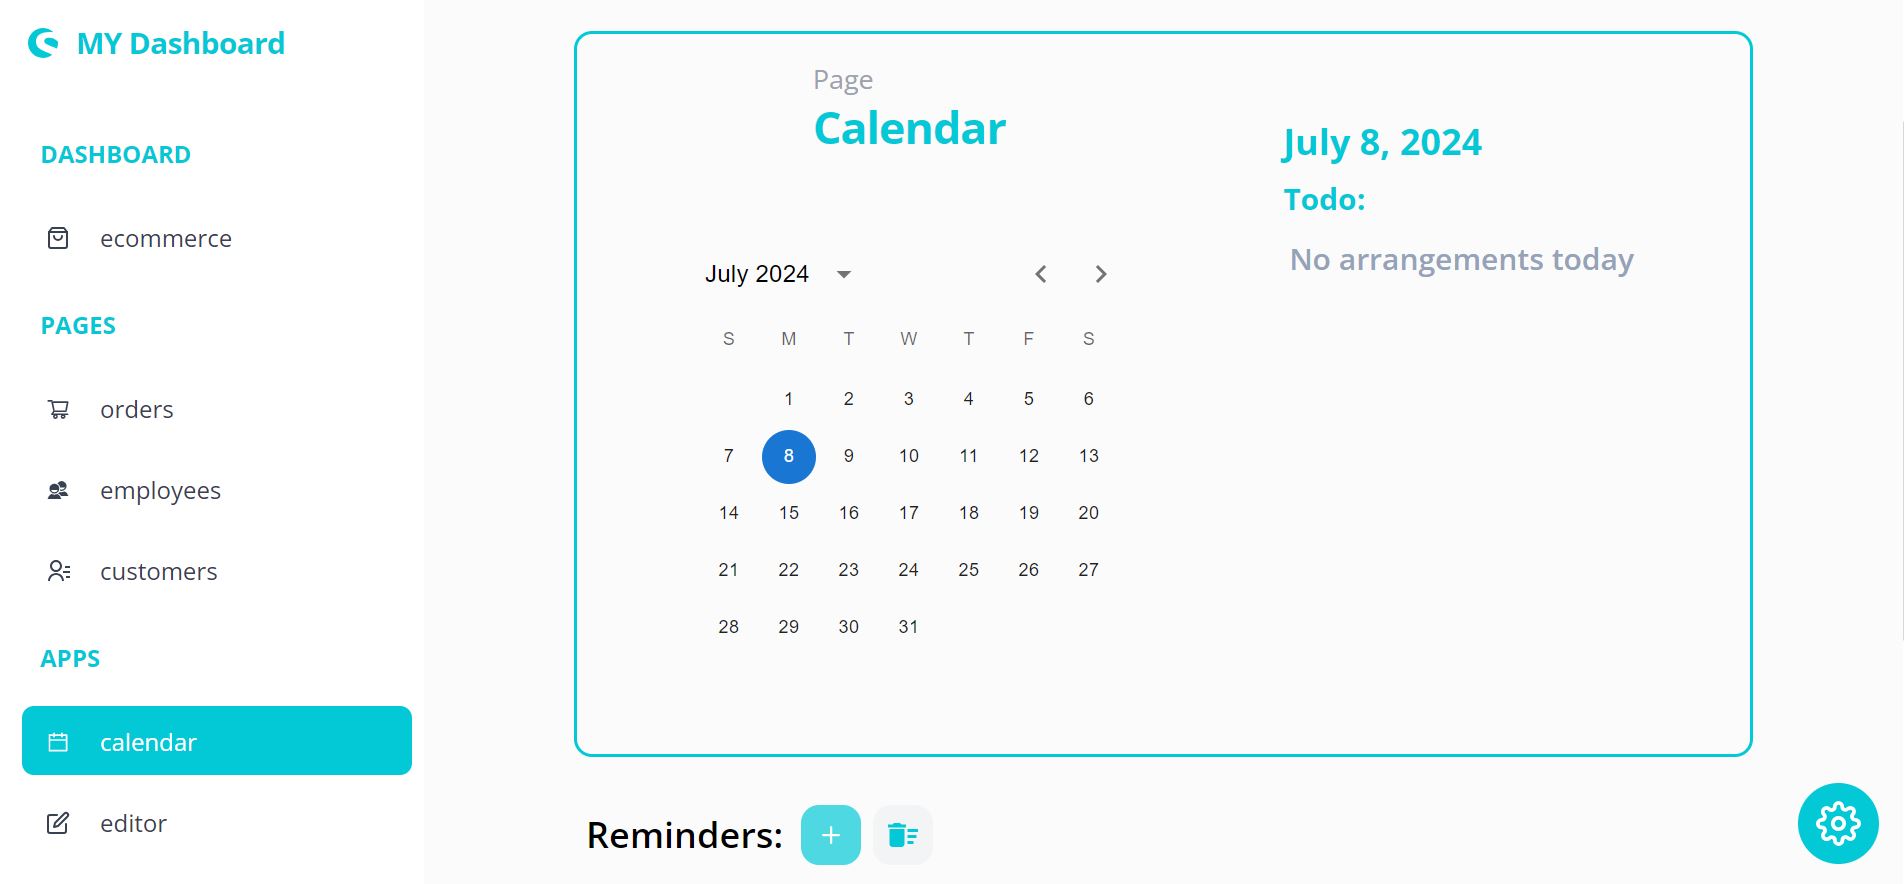 MY Dashboard
DASHBOARD
ecommerce
PAGES
orders
employees
customers
APPS
calendar
editor
Page
Calendar
July 2024
S M T W T F S
1 2 3 4 5 6
7 8 9 10 11 12 13
14 15 16 17 18 19 20
21 22 23 24 25 26 27
28 29 30 31
July 8, 2024
Todo:
No arrangements today
Reminders: